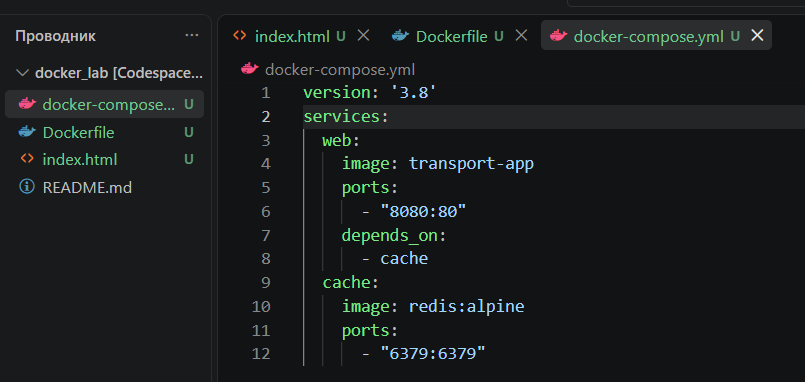 Проводник ...
docker_lab [Codespace...
docker-compose... U
Dockerfile U
index.html U
README.md
index.html U
Dockerfile U
docker-compose.yml U
docker-compose.yml
1 version: '3.8'
2 services:
3 web:
4 image: transport-app
5 ports:
6 - "8080:80"
7 depends_on:
8 - cache
9 cache:
10 image: redis:alpine
11 ports:
12 - "6379:6379"